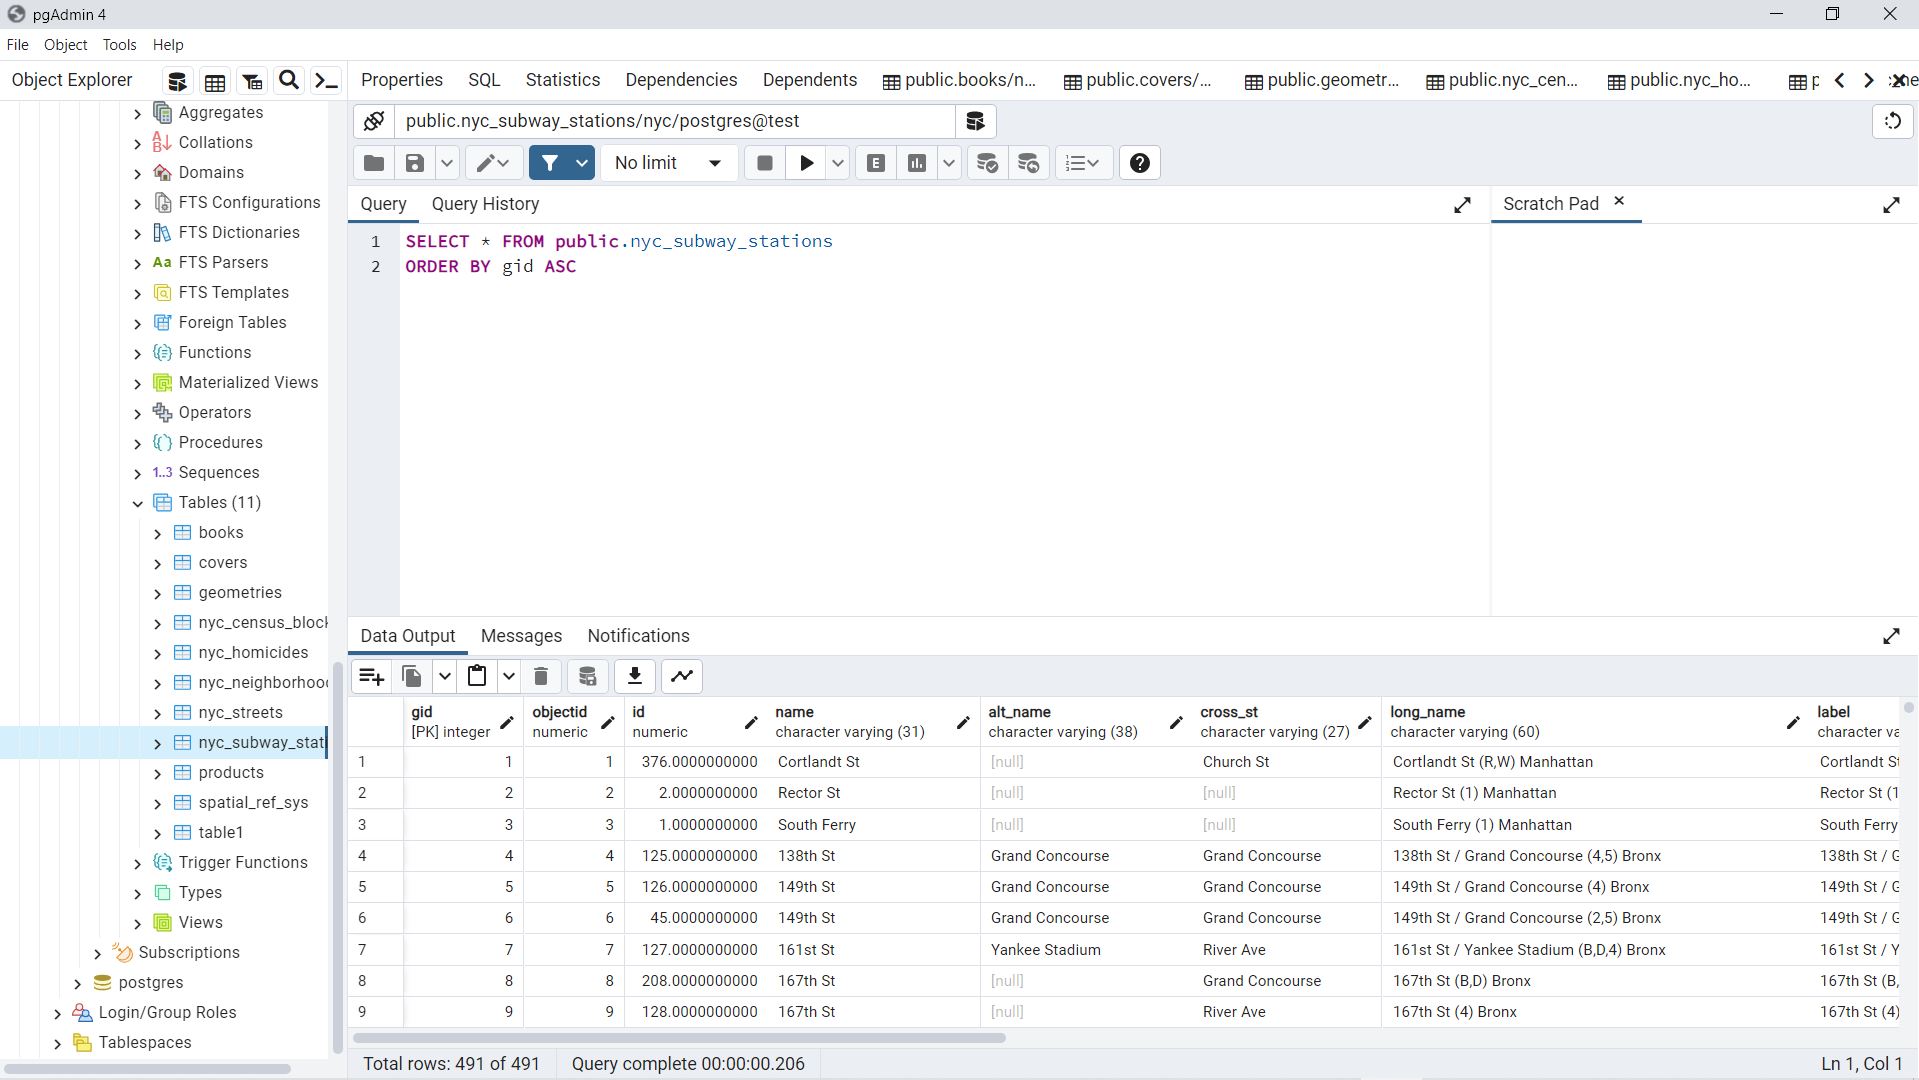 pgAdmin 4
File Object Tools Help
Object Explorer
Properties SQL Statistics Dependencies Dependents public.books/n... public.covers/... public.geometr... public.nyc_cen... public.nyc_ho...
Aggregates
Collations
Domains
FTS Configurations
FTS Dictionaries
Aa FTS Parsers
FTS Templates
Foreign Tables
Functions
Materialized Views
Operators
Procedures
1..3 Sequences
Tables (11)
books
covers
geometries
nyc_census_block
nyc_homicides
nyc_neighborhood
nyc_streets
nyc_subway_stati
products
spatial_ref_sys
table1
Trigger Functions
Types
Views
Subscriptions
postgres
Login/Group Roles
Tablespaces
public.nyc_subway_stations/nyc/postgres@test
No limit
E
Query Query History
Scratch Pad
1 SELECT * FROM public.nyc_subway_stations
2 ORDER BY gid ASC
Data Output Messages Notifications
gid objectid id name alt_name cross_st long_name label
[PK] integer numeric numeric character varying (31) character varying (38) character varying (27) character varying (60) character va
1 1 1 376.0000000000 Cortlandt St [null] Church St Cortlandt St (R,W) Manhattan Cortlandt St
2 2 2 2.0000000000 Rector St [null] [null] Rector St (1) Manhattan Rector St (1
3 3 3 1.0000000000 South Ferry [null] [null] South Ferry (1) Manhattan South Ferry
4 4 4 125.0000000000 138th St Grand Concourse Grand Concourse 138th St / Grand Concourse (4,5) Bronx 138th St / G
5 5 5 126.0000000000 149th St Grand Concourse Grand Concourse 149th St / Grand Concourse (4) Bronx 149th St / G
6 6 6 45.0000000000 149th St Grand Concourse Grand Concourse 149th St / Grand Concourse (2,5) Bronx 149th St / G
7 7 7 127.0000000000 161st St Yankee Stadium River Ave 161st St / Yankee Stadium (B,D,4) Bronx 161st St / Y
8 8 8 208.0000000000 167th St [null] Grand Concourse 167th St (B,D) Bronx 167th St (B,
9 9 9 128.0000000000 167th St [null] River Ave 167th St (4) Bronx 167th St (4)
Total rows: 491 of 491 Query complete 00:00:00.206 Ln 1, Col 1